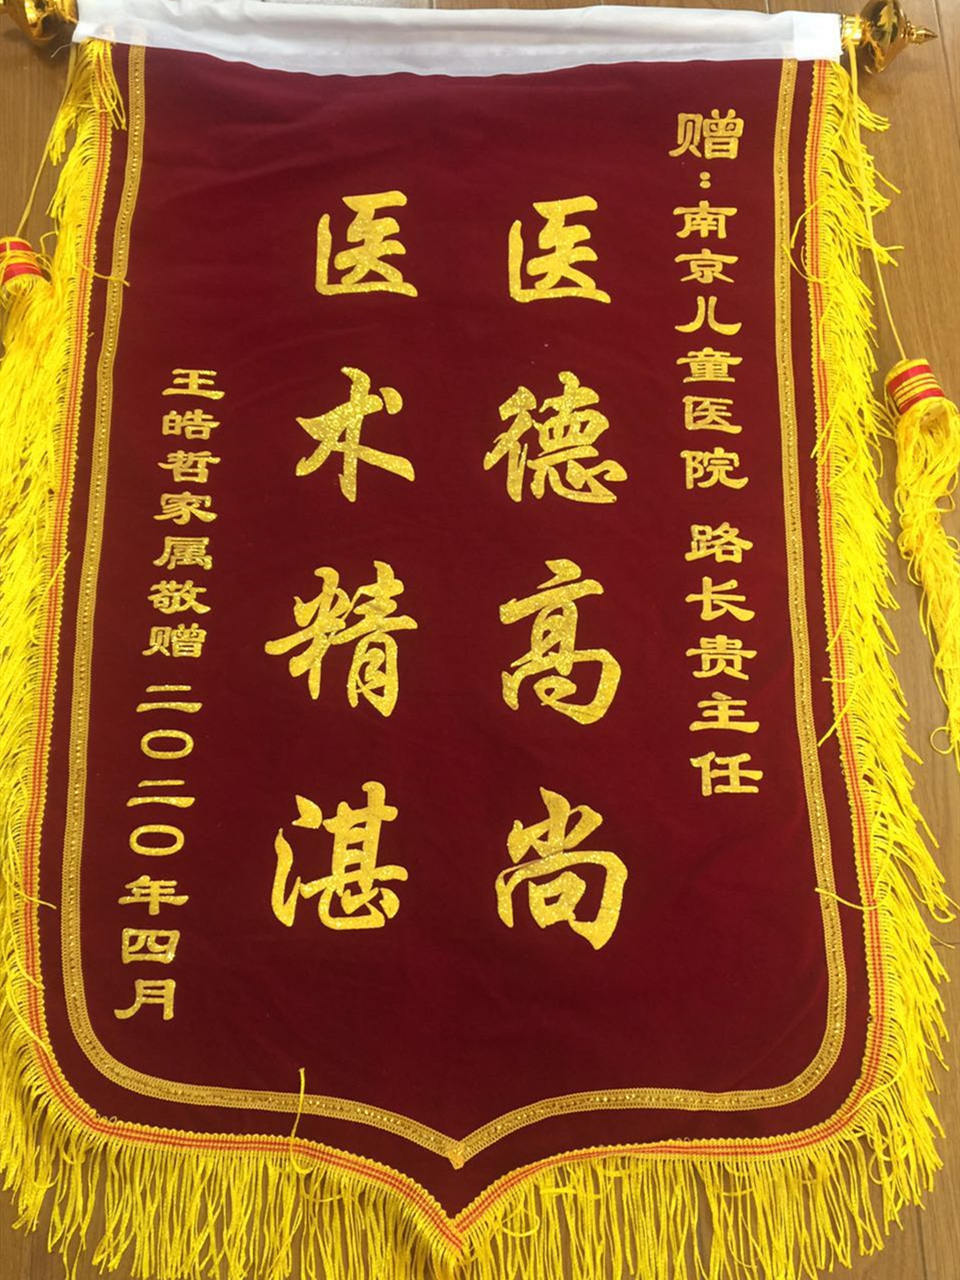 赠:南京儿童医院 路长贵主任
医德高尚
医术精湛
王皓哲家属敬赠 二〇二〇年四月